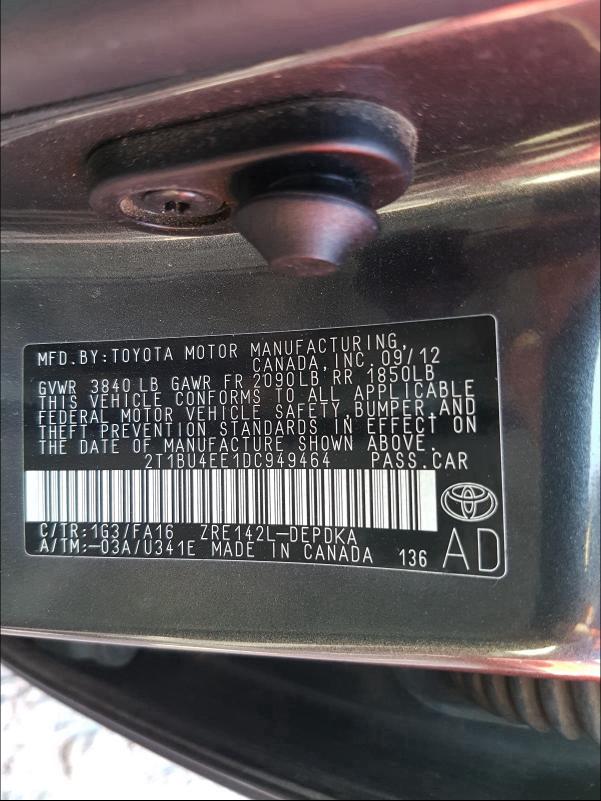 MFD.BY:TOYOTA MOTOR MANUFACTURING,
CANADA,INC.09/12
GVWR 3840LB GAWR FR 2090LB RR 1850LB
THIS VEHICLE CONFORMS TO ALL APPLICABLE
FEDERAL MOTOR VEHICLE SAFETY,BUMPER,AND
THEFT PREVENTION STANDARDS IN EFFECT ON
THE DATE OF MANUFACTURE SHOWN ABOVE.
2T1BU4EE1DC949464 PASS.CAR
C/TR:1G3/FA16 ZRE142L-DEPDKA
A/TM:-03A/U341E MADE IN CANADA 136
AD